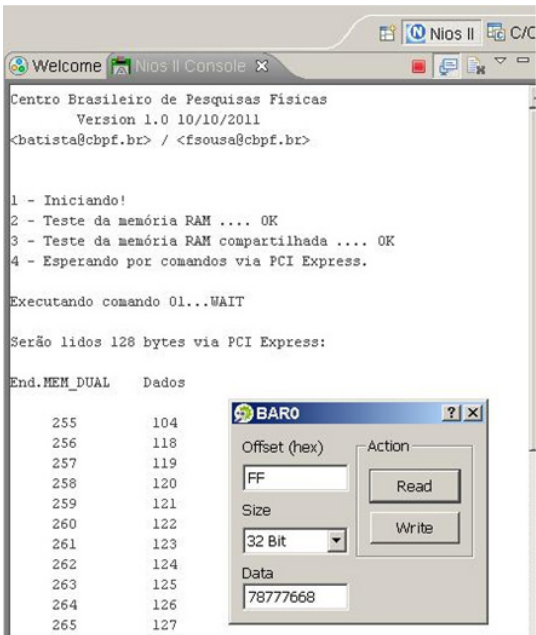 Nios II C/C
Welcome Nios II Console
Centro Brasileiro de Pesquisas Físicas
Version 1.0 10/10/2011
<batista@cbpf.br> / <fsousa@cbpf.br>
1 - Iniciando!
2 - Teste da memória RAM .... OK
3 - Teste da memória RAM compartilhada .... OK
4 - Esperando por comandos via PCI Express.
Executando comando 01...WAIT
Serão lidos 128 bytes via PCI Express:
End.MEM_DUAL Dados
255 104
256 118
257 119
258 120
259 121
260 122
261 123
262 124
263 125
264 126
265 127
BAR0
Offset (hex)
FF
Size
32 Bit
Data
78777668
Action
Read
Write